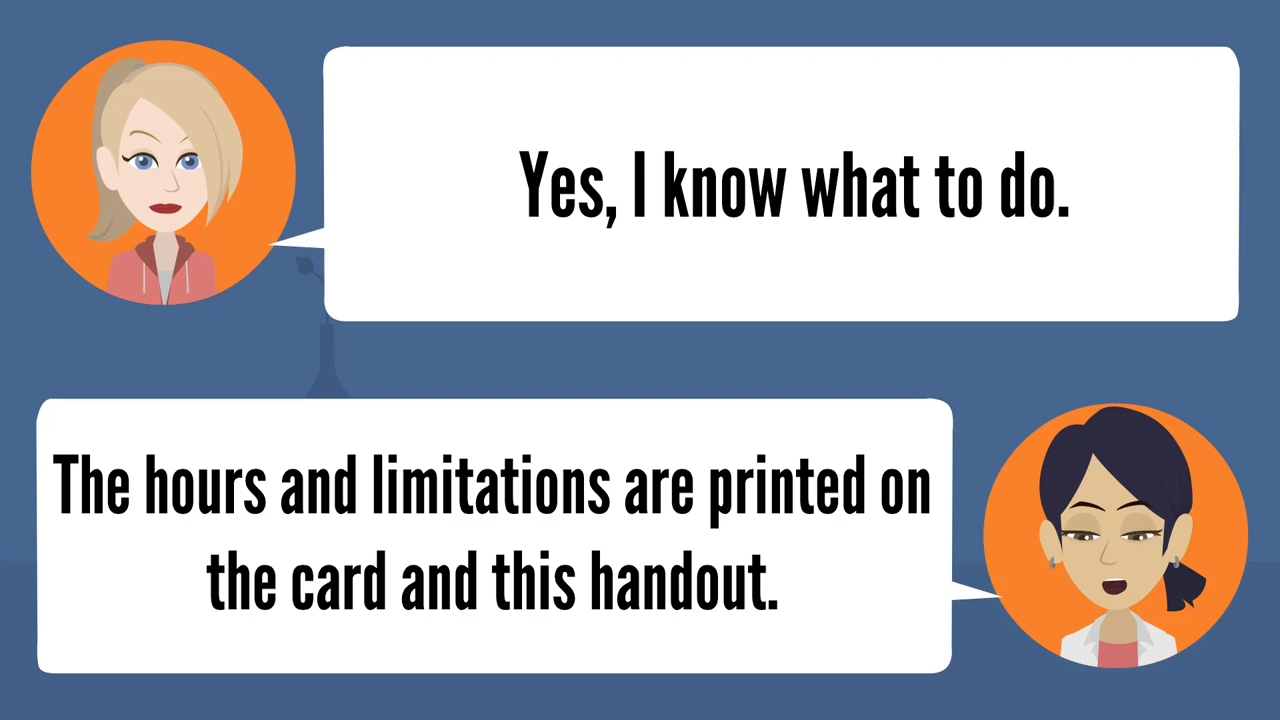 Yes, I know what to do.
The hours and limitations are printed on
the card and this handout.